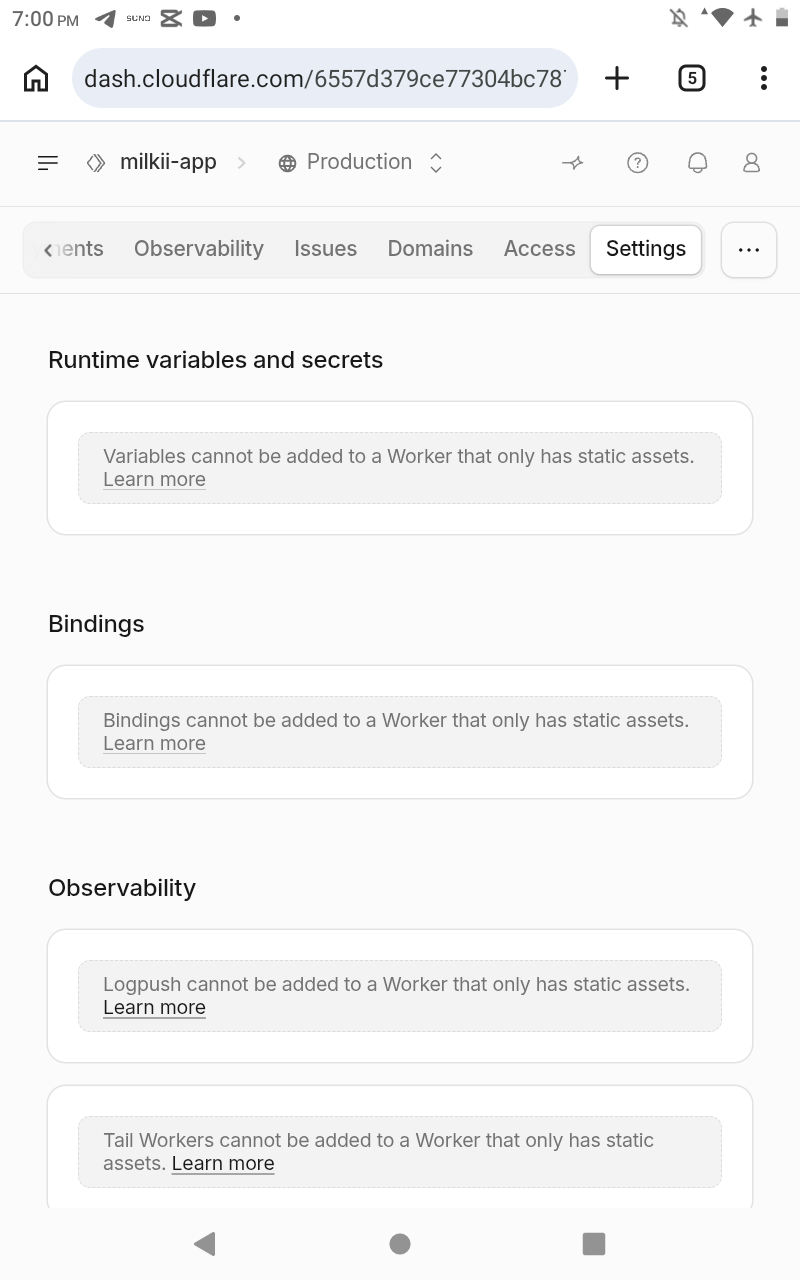 7:00 PM
dash.cloudflare.com/6557d379ce77304bc78
5
milkii-app
Production
ments Observability Issues Domains Access Settings
Runtime variables and secrets
Variables cannot be added to a Worker that only has static assets.
Learn more
Bindings
Bindings cannot be added to a Worker that only has static assets.
Learn more
Observability
Logpush cannot be added to a Worker that only has static assets.
Learn more
Tail Workers cannot be added to a Worker that only has static
assets. Learn more